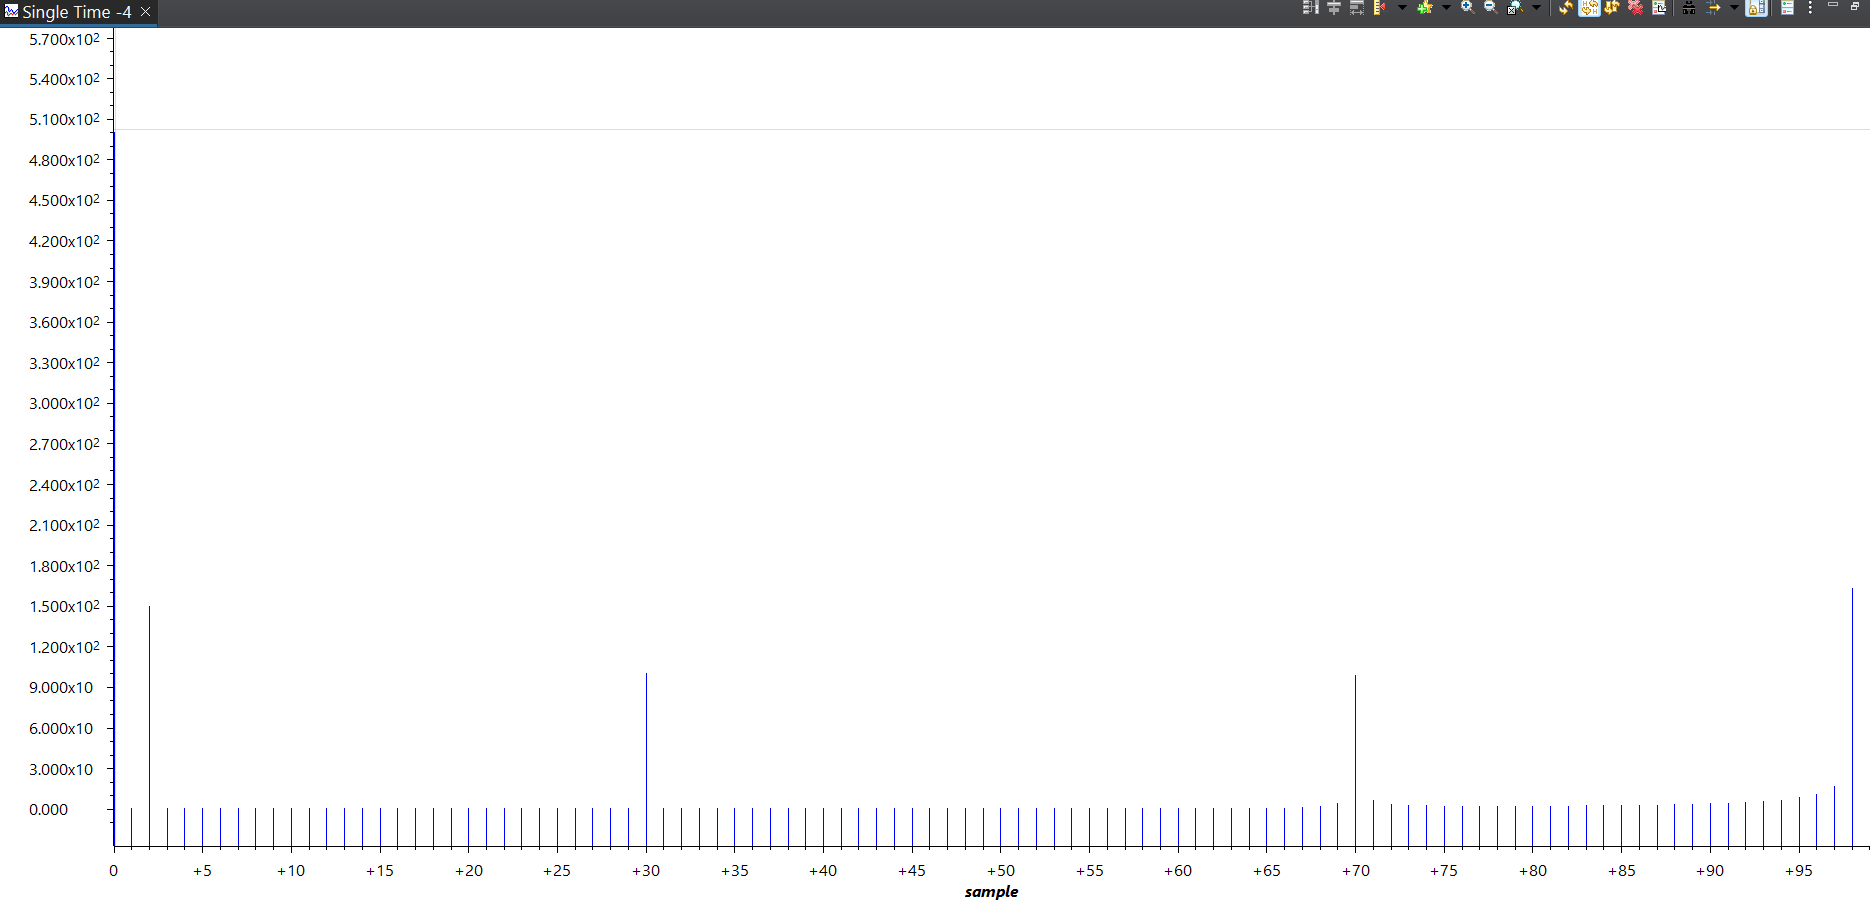 Single Time -4
5.700x10²
5.400x10²
5.100x10²
4.800x10²
4.500x10²
4.200x10²
3.900x10²
3.600x10²
3.300x10²
3.000x10²
2.700x10²
2.400x10²
2.100x10²
1.800x10²
1.500x10²
1.200x10²
9.000x10
6.000x10
3.000x10
0.000
0 +5 +10 +15 +20 +25 +30 +35 +40 +45 +50 +55 +60 +65 +70 +75 +80 +85 +90 +95
sample